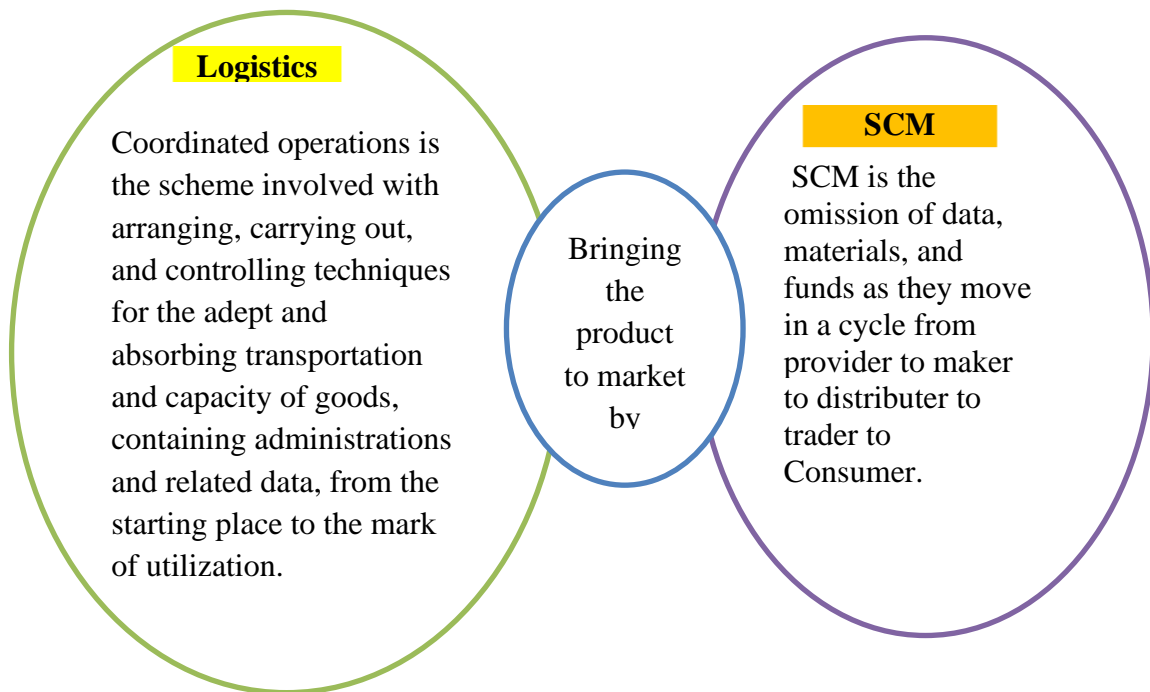 Logistics
Coordinated operations is
the scheme involved with
arranging, carrying out,
and controlling techniques
for the adept and
absorbing transportation
and capacity of goods,
containing administrations
and related data, from the
starting place to the mark
of utilization.
Bringing
the
product
to market
by
SCM
SCM is the
omission of data,
materials, and
funds as they move
in a cycle from
provider to maker
to distributer to
trader to
Consumer.